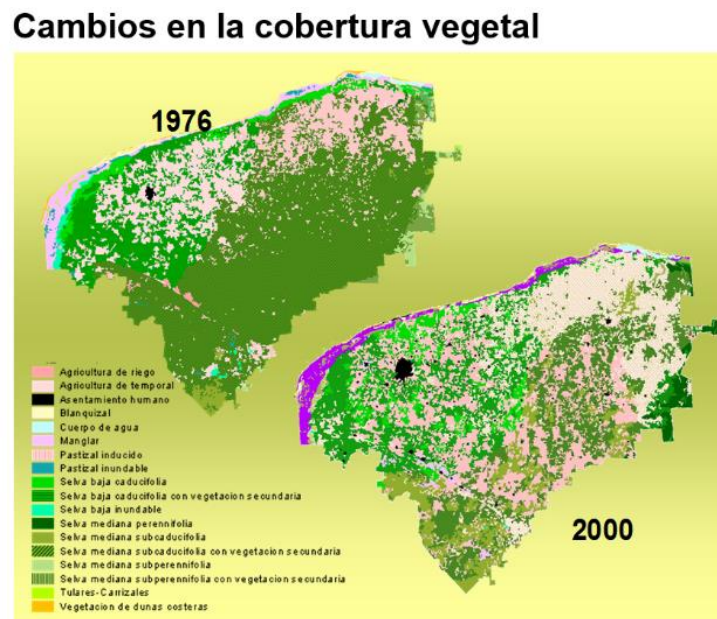 Cambios en la cobertura vegetal
1976
Agricultura de riego
Agricultura de temporal
Asentamiento humano
Blanquizal
Cuerpo de agua
Manglar
Pastizal inducido
Pastizal inundable
Selva baja caducifolia
Selva baja caducifolia con vegetacion secundaria
Selva baja inundable
Selva mediana perennifolia
Selva mediana subcaducifolia
Selva mediana subcaducifolia con vegetacion secundaria
Selva mediana subperennifolia
Selva mediana subperennifolia con vegetacion secundaria
Tulares-Carrizales
Vegetacion de dunas costeras
2000